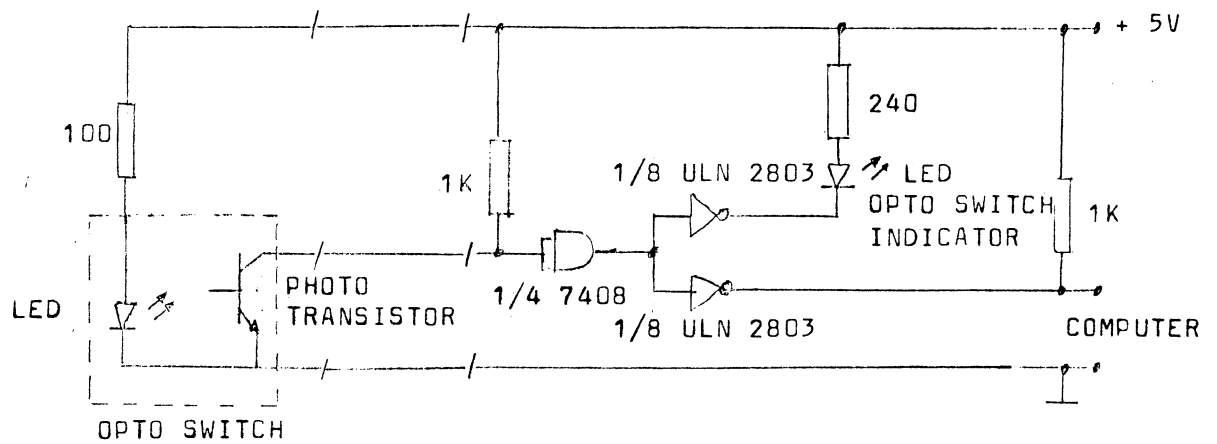 + 5V
100
240
1K
1/8 ULN 2803
LED
OPTO SWITCH
INDICATOR
1K
PHOTO
TRANSISTOR
LED
1/4 7408
1/8 ULN 2803
COMPUTER
OPTO SWITCH